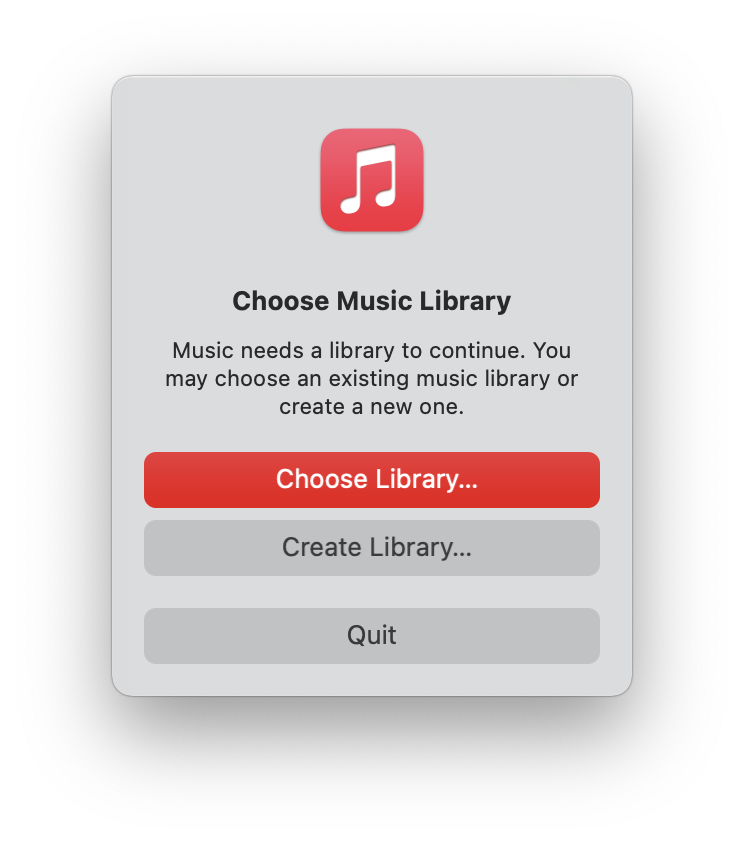 Choose Music Library
Music needs a library to continue. You
may choose an existing music library or
create a new one.
Choose Library...
Create Library...
Quit